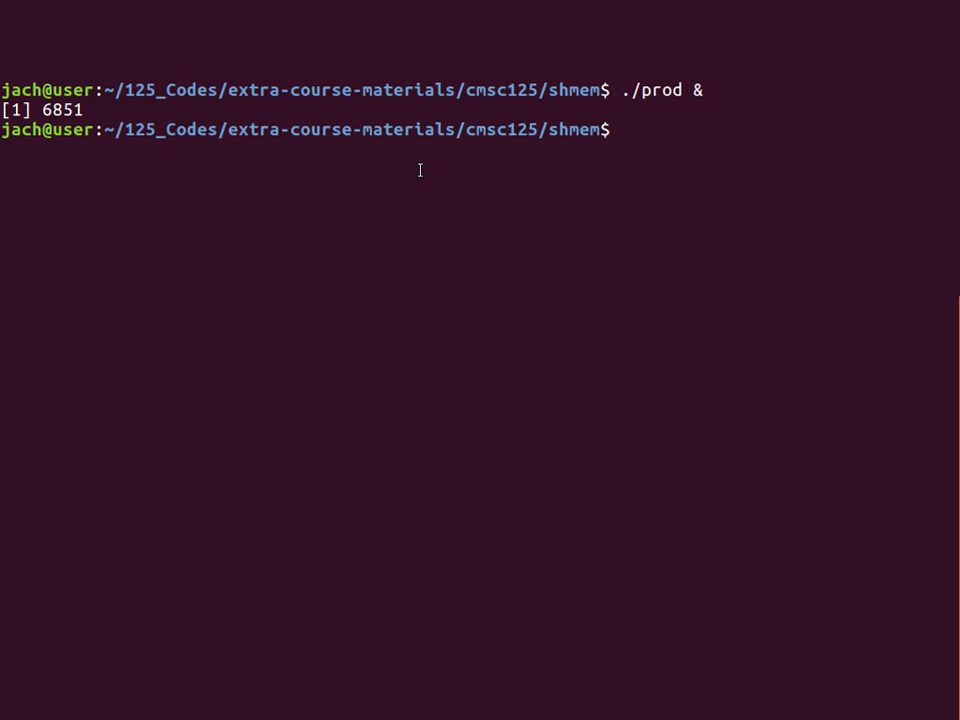 jach@user:~/125_Codes/extra-course-materials/cmsc125/shmem$ ./prod &
[1] 6851
jach@user:~/125_Codes/extra-course-materials/cmsc125/shmem$